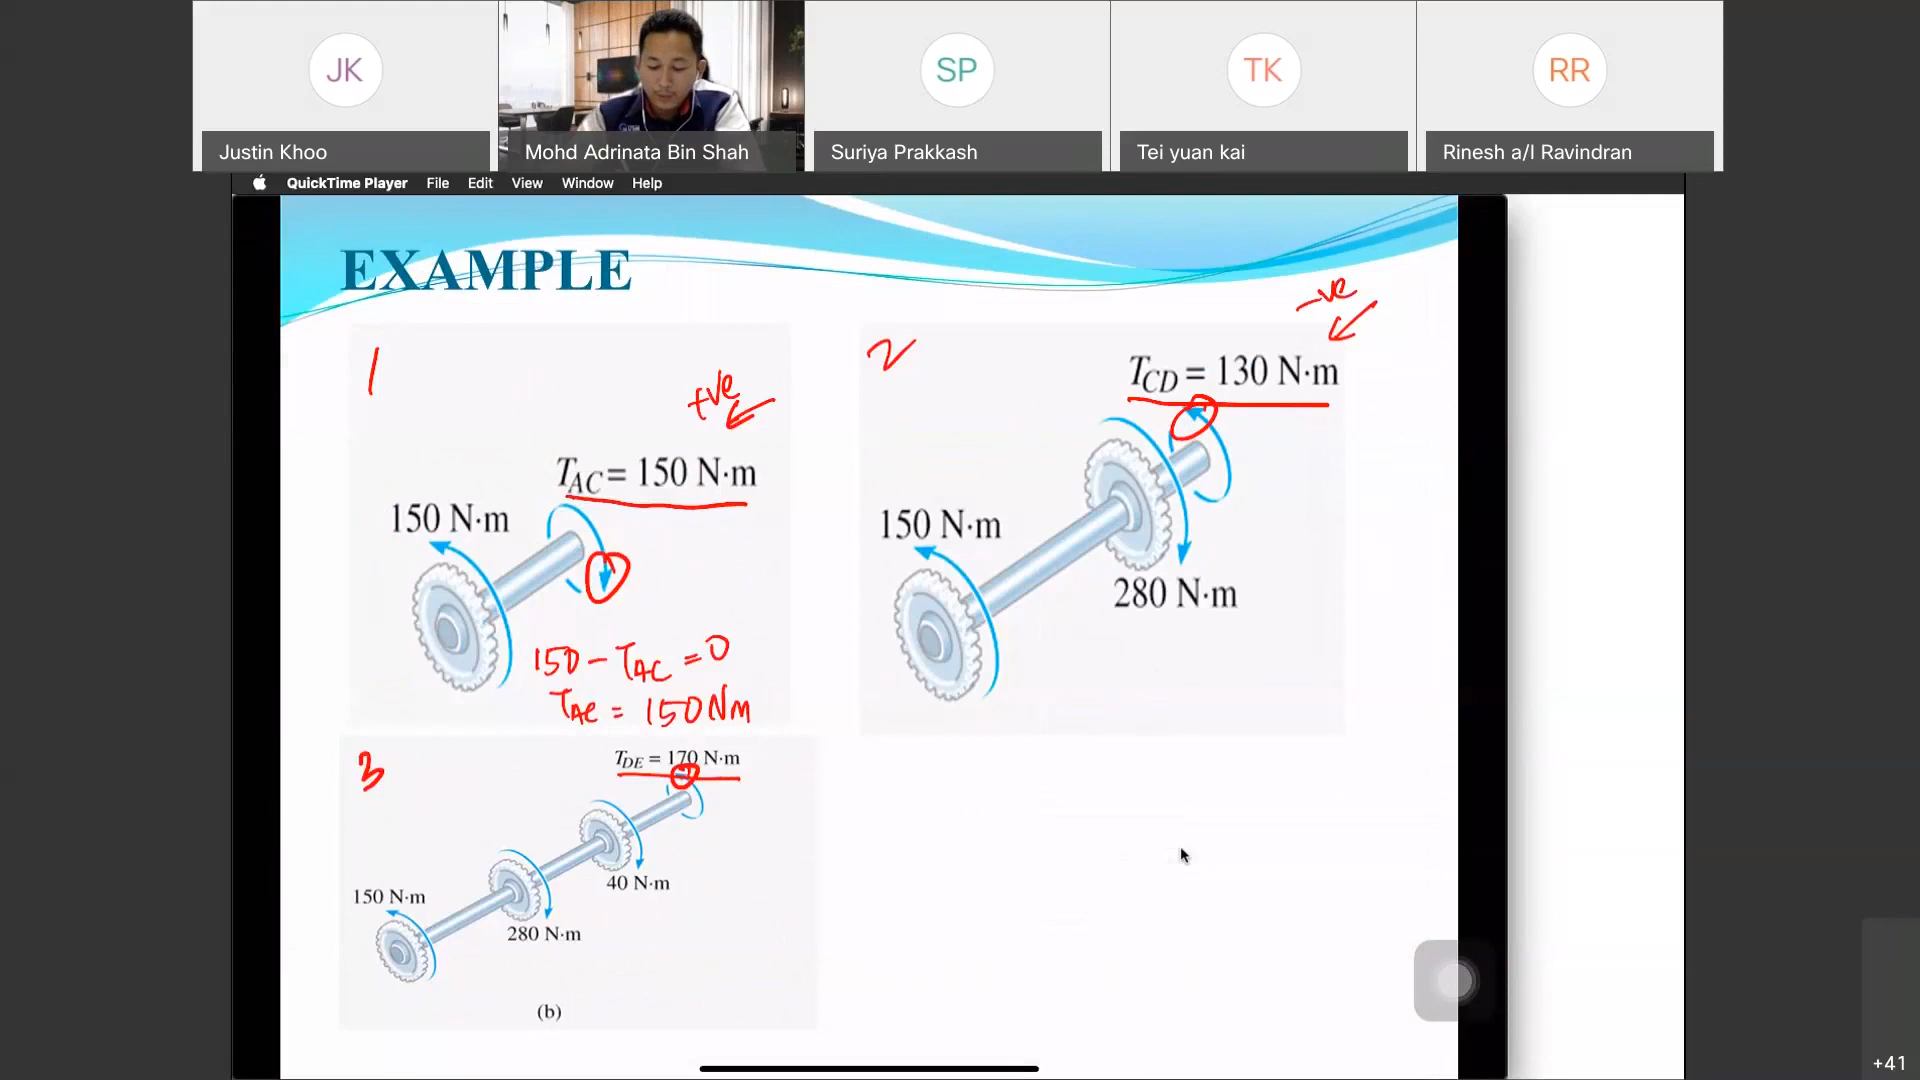 JK
SP
TK
RR
Justin Khoo
Mohd Adrinata Bin Shah
Suriya Prakkash
Tei yuan kai
Rinesh a/l Ravindran
QuickTime Player File Edit View Window Help
EXAMPLE
1
+ve
T_AC = 150 N·m
150 N·m
150 - T_AC = 0
T_AC = 150 Nm
2
-ve
T_CD = 130 N·m
150 N·m
280 N·m
3
T_DE = 170 N·m
40 N·m
150 N·m
280 N·m
(b)
+41